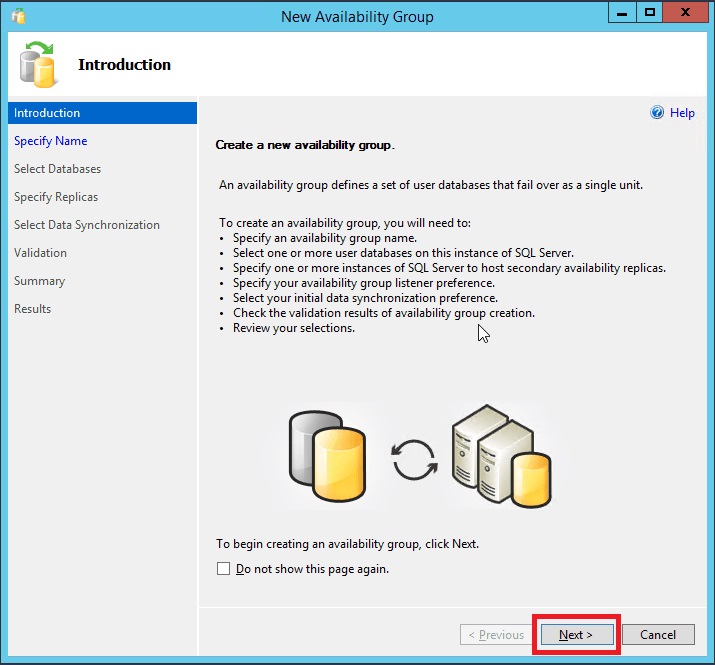 New Availability Group
X
Introduction
Introduction
Specify Name
Select Databases
Specify Replicas
Select Data Synchronization
Validation
Summary
Results
? Help
Create a new availability group.
An availability group defines a set of user databases that fail over as a single unit.
To create an availability group, you will need to:
• Specify an availability group name.
• Select one or more user databases on this instance of SQL Server.
• Specify one or more instances of SQL Server to host secondary availability replicas.
• Specify your availability group listener preference.
• Select your initial data synchronization preference.
• Check the validation results of availability group creation.
• Review your selections.
To begin creating an availability group, click Next.
Do not show this page again.
< Previous
Next >
Cancel